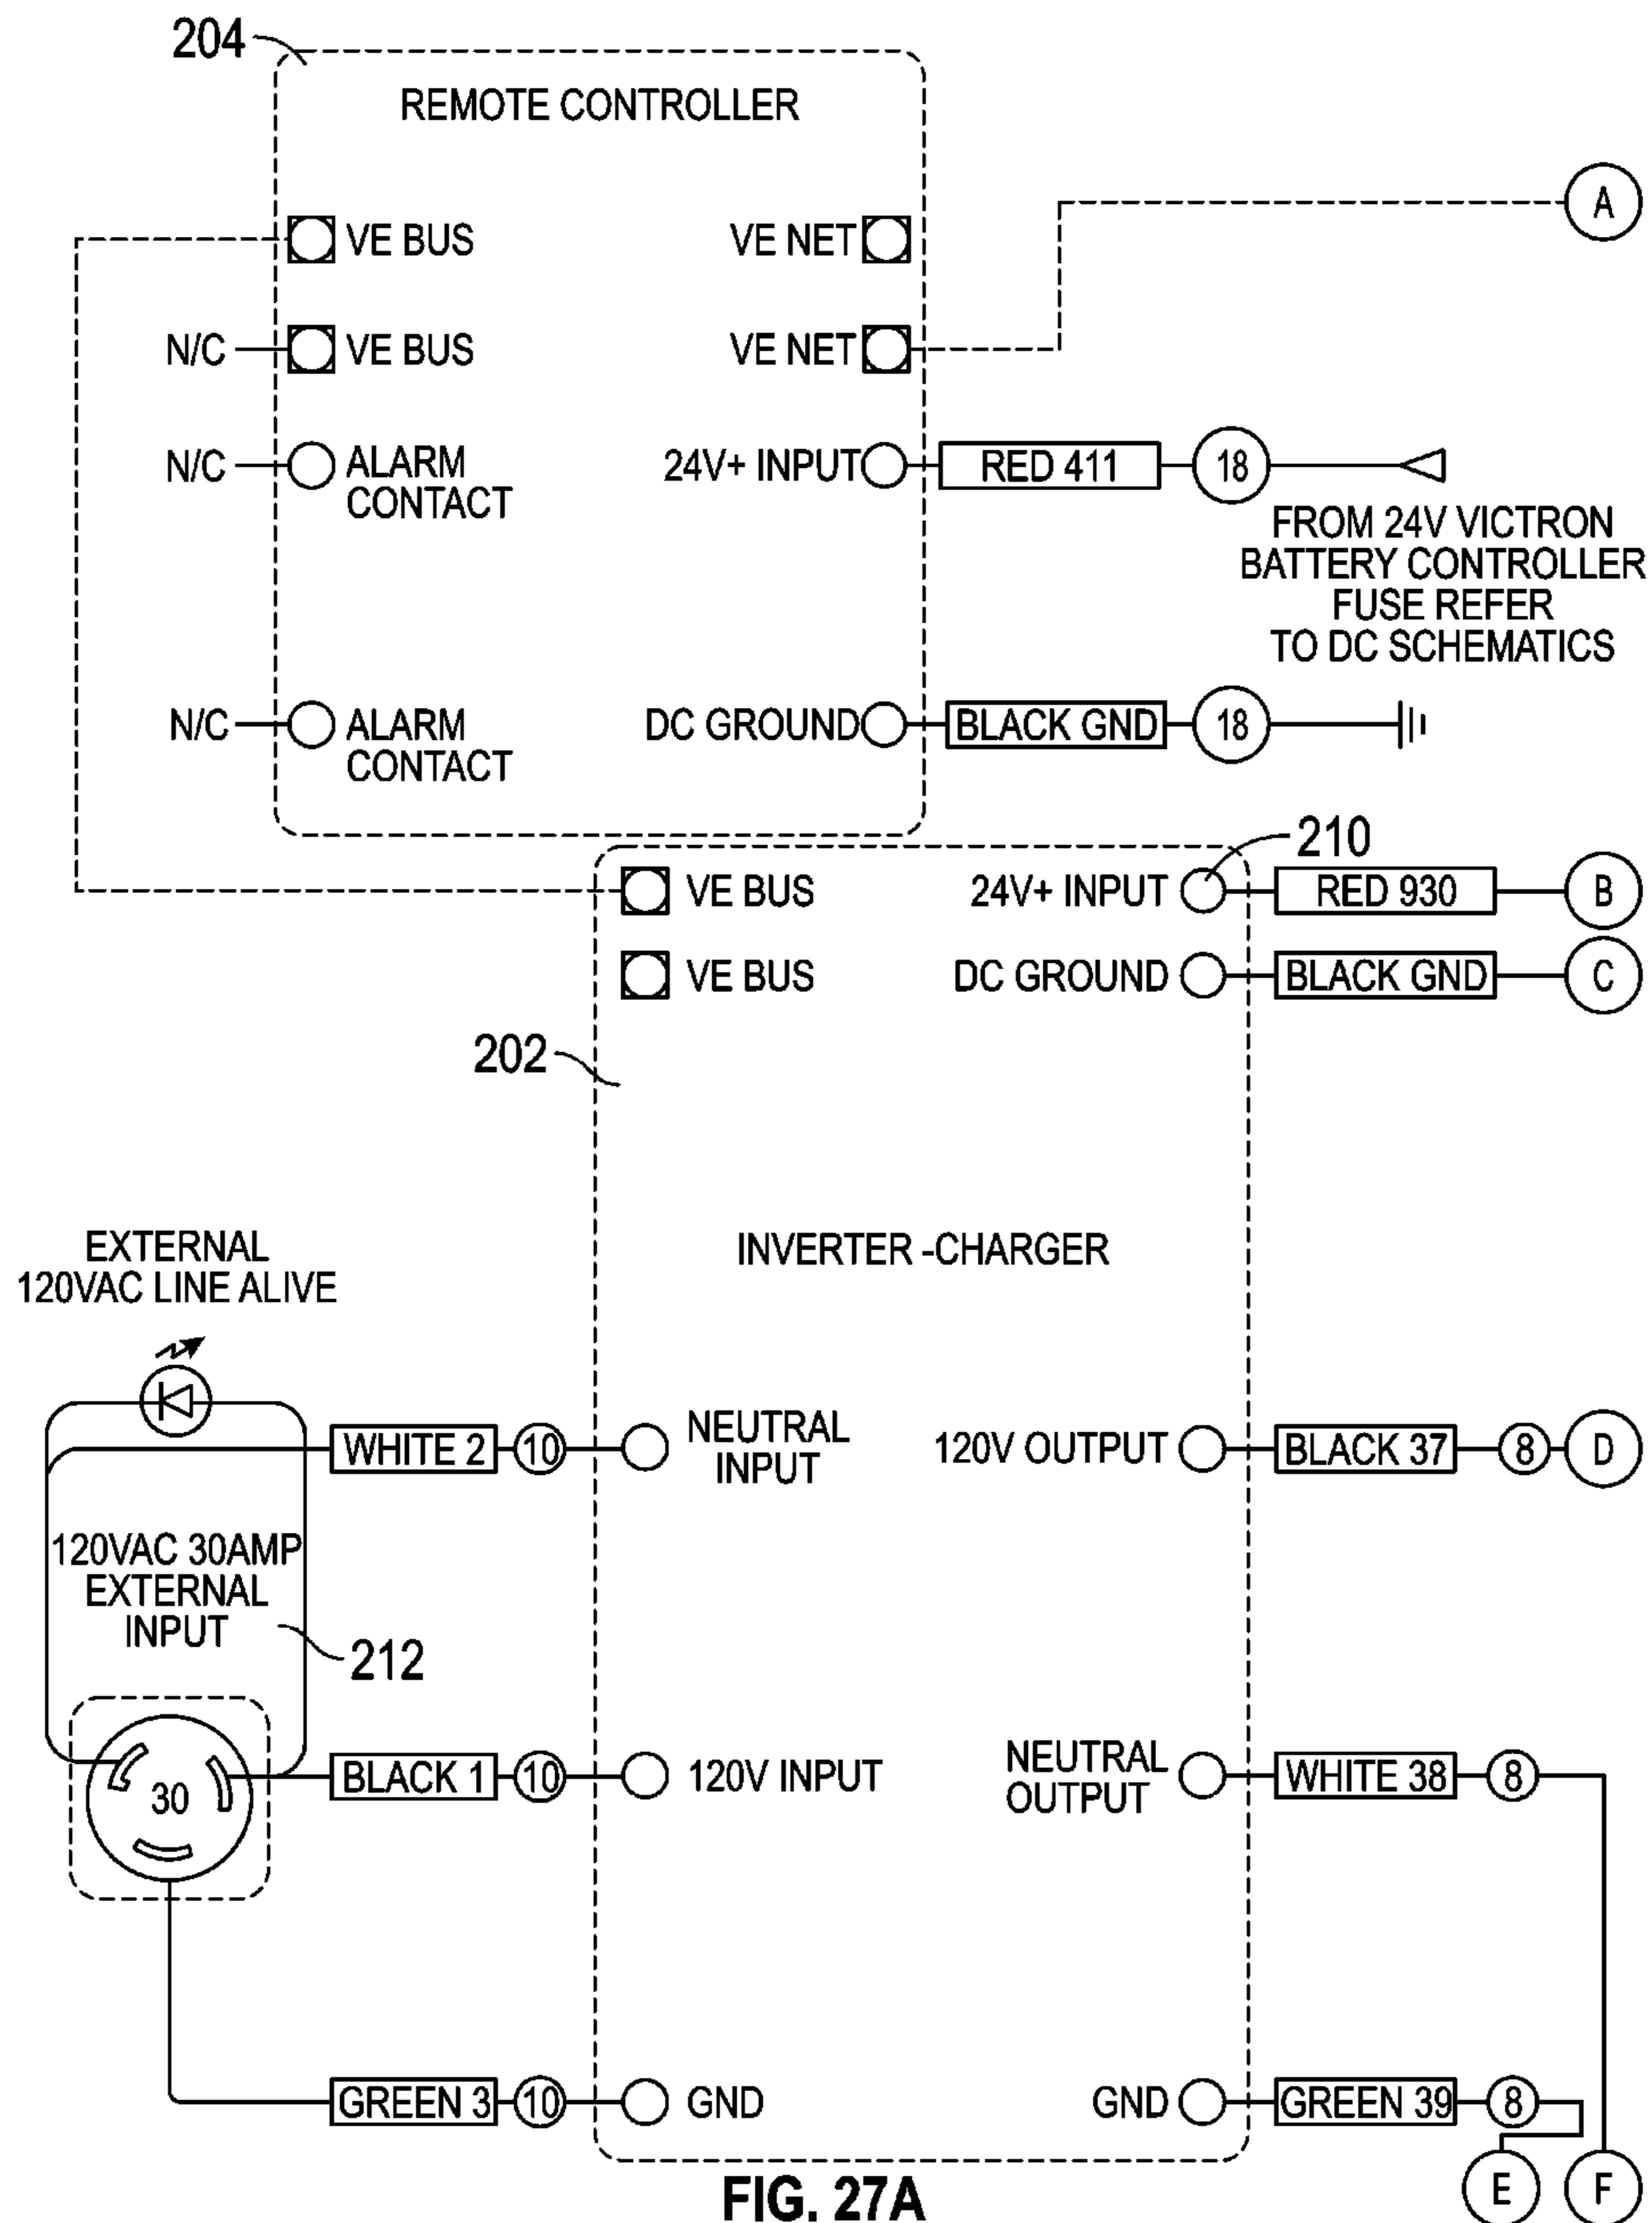 204
REMOTE CONTROLLER
A
VE BUS
VE NET
N/C
VE BUS
VE NET
N/C
ALARM
CONTACT
24V+ INPUT
RED 411
18
FROM 24V VICTRON
BATTERY CONTROLLER
FUSE REFER
TO DC SCHEMATICS
N/C
ALARM
CONTACT
DC GROUND
BLACK GND
18
210
VE BUS
24V+ INPUT
RED 930
B
VE BUS
DC GROUND
BLACK GND
C
202
INVERTER -CHARGER
EXTERNAL
120VAC LINE ALIVE
WHITE 2
10
NEUTRAL
INPUT
120V OUTPUT
BLACK 37
8
D
120VAC 30AMP
EXTERNAL
INPUT
212
30
BLACK 1
10
120V INPUT
NEUTRAL
OUTPUT
WHITE 38
8
GREEN 3
10
GND
GND
GREEN 39
8
E
F
FIG. 27A